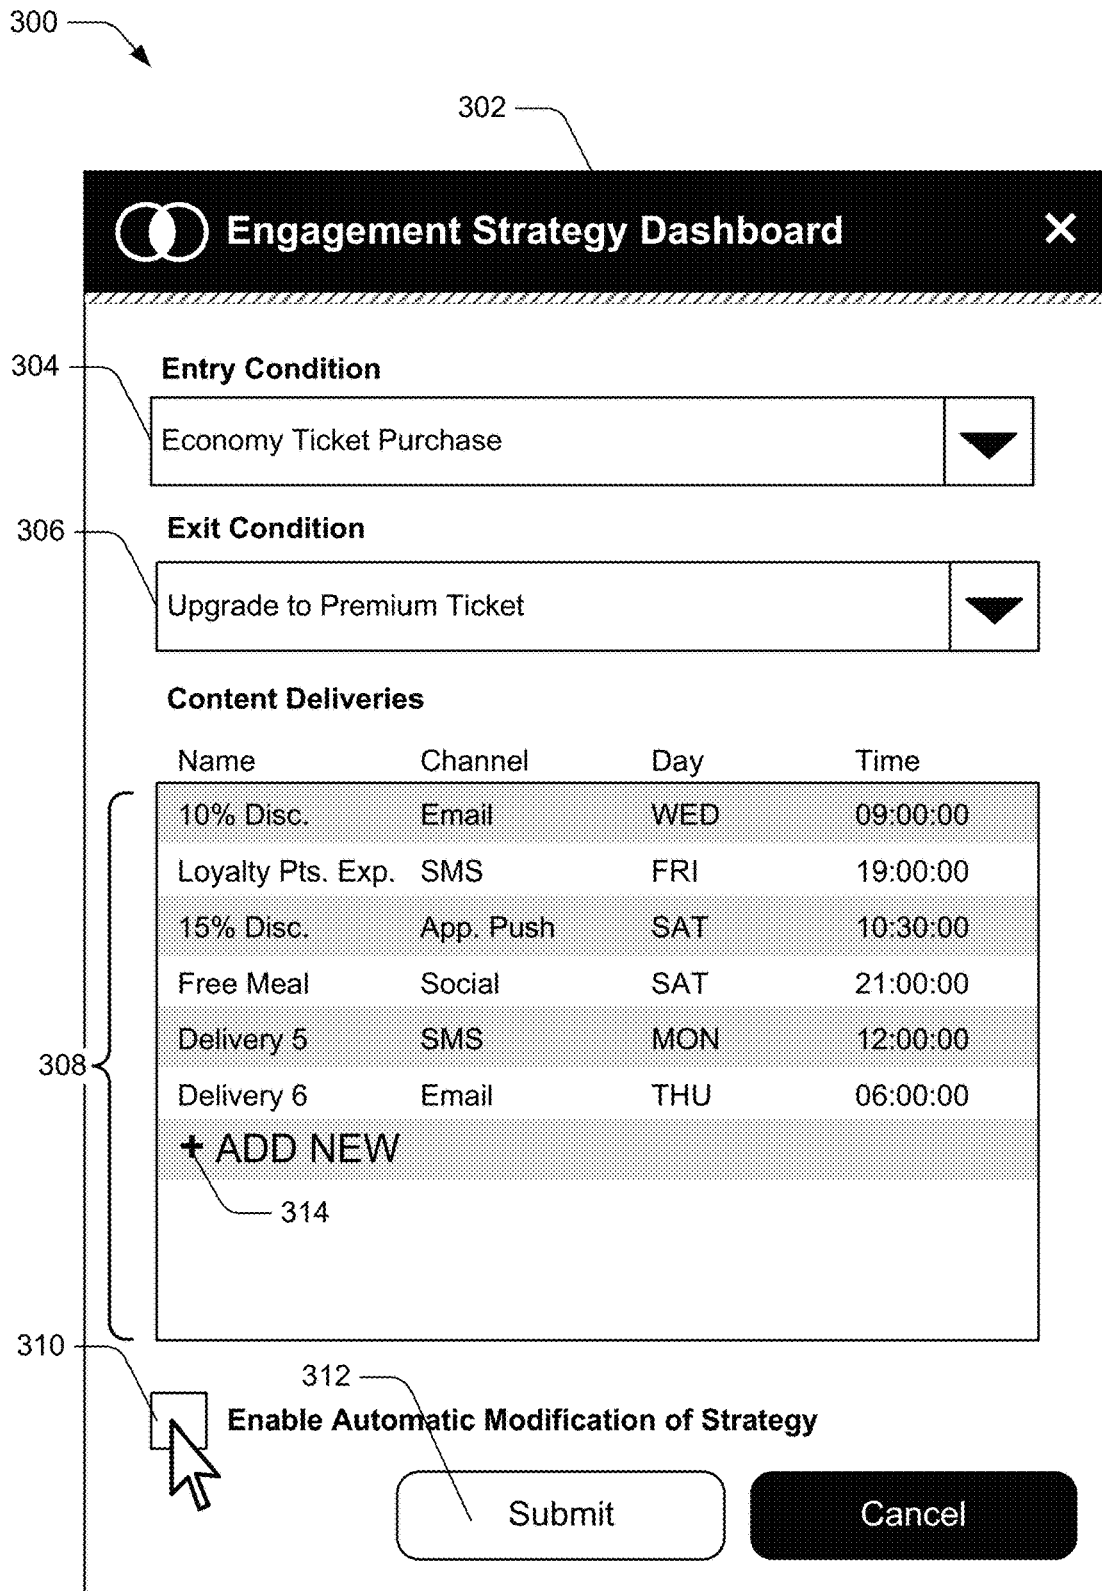 300
302
Engagement Strategy Dashboard
304
Entry Condition
Economy Ticket Purchase
306
Exit Condition
Upgrade to Premium Ticket
Content Deliveries
Name Channel Day Time
10% Disc. Email WED 09:00:00
Loyalty Pts. Exp. SMS FRI 19:00:00
15% Disc. App. Push SAT 10:30:00
Free Meal Social SAT 21:00:00
Delivery 5 SMS MON 12:00:00
308
Delivery 6 Email THU 06:00:00
+ ADD NEW
314
310
312
Enable Automatic Modification of Strategy
Submit Cancel